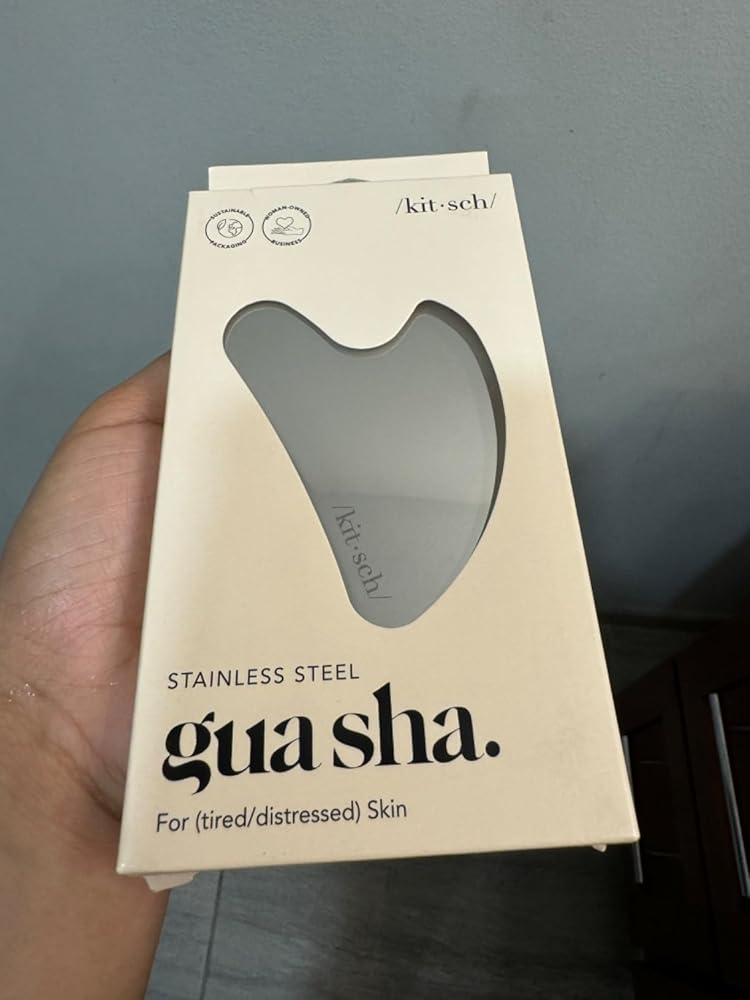 SUSTAINABLE
PACKAGING
WOMAN-OWNED
BUSINESS
/kit·sch/
/kit·sch/
STAINLESS STEEL
gua sha.
For (tired/distressed) Skin